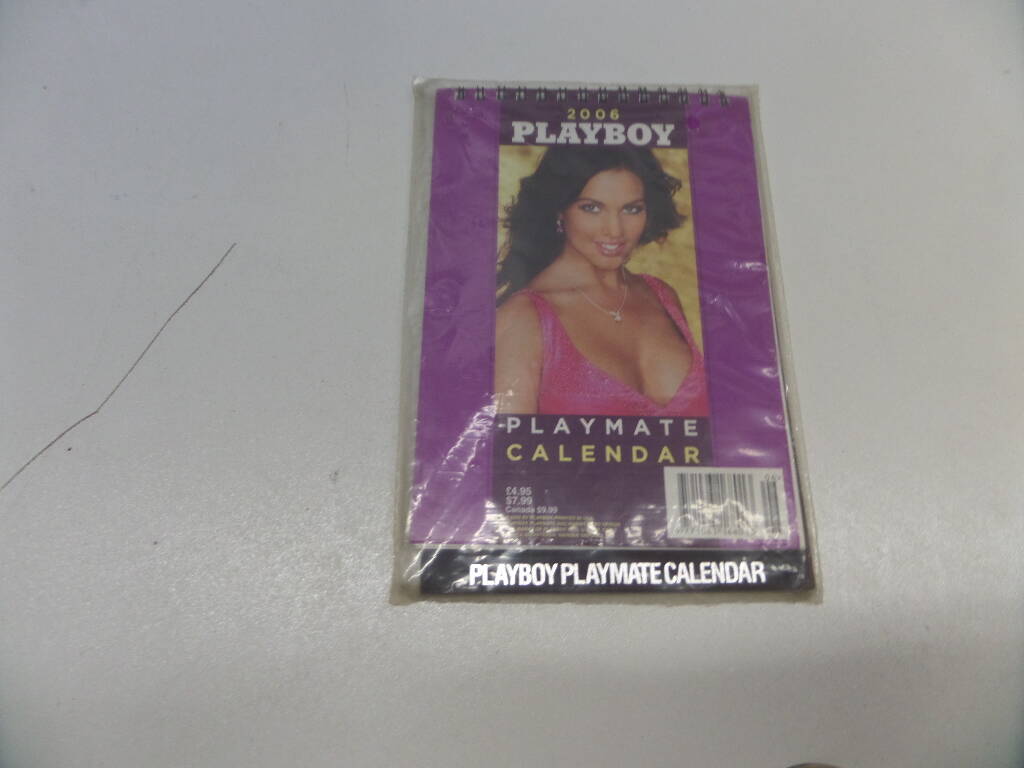 2006
PLAYBOY
PLAYMATE
CALENDAR
£4.95
$7.99
Canada $9.99
PLAYBOY PLAYMATE CALENDAR